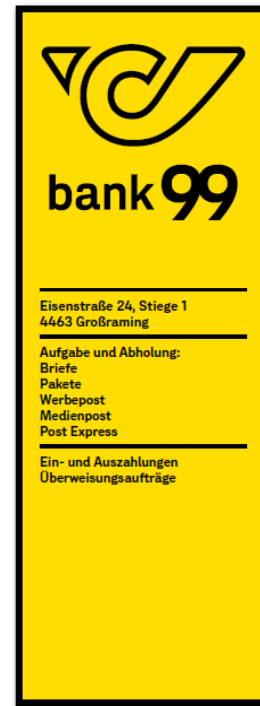 bank99
Eisenstraße 24, Stiege 1
4463 Großraming
Aufgabe und Abholung:
Briefe
Pakete
Werbepost
Medienpost
Post Express
Ein- und Auszahlungen
Überweisungsaufträge